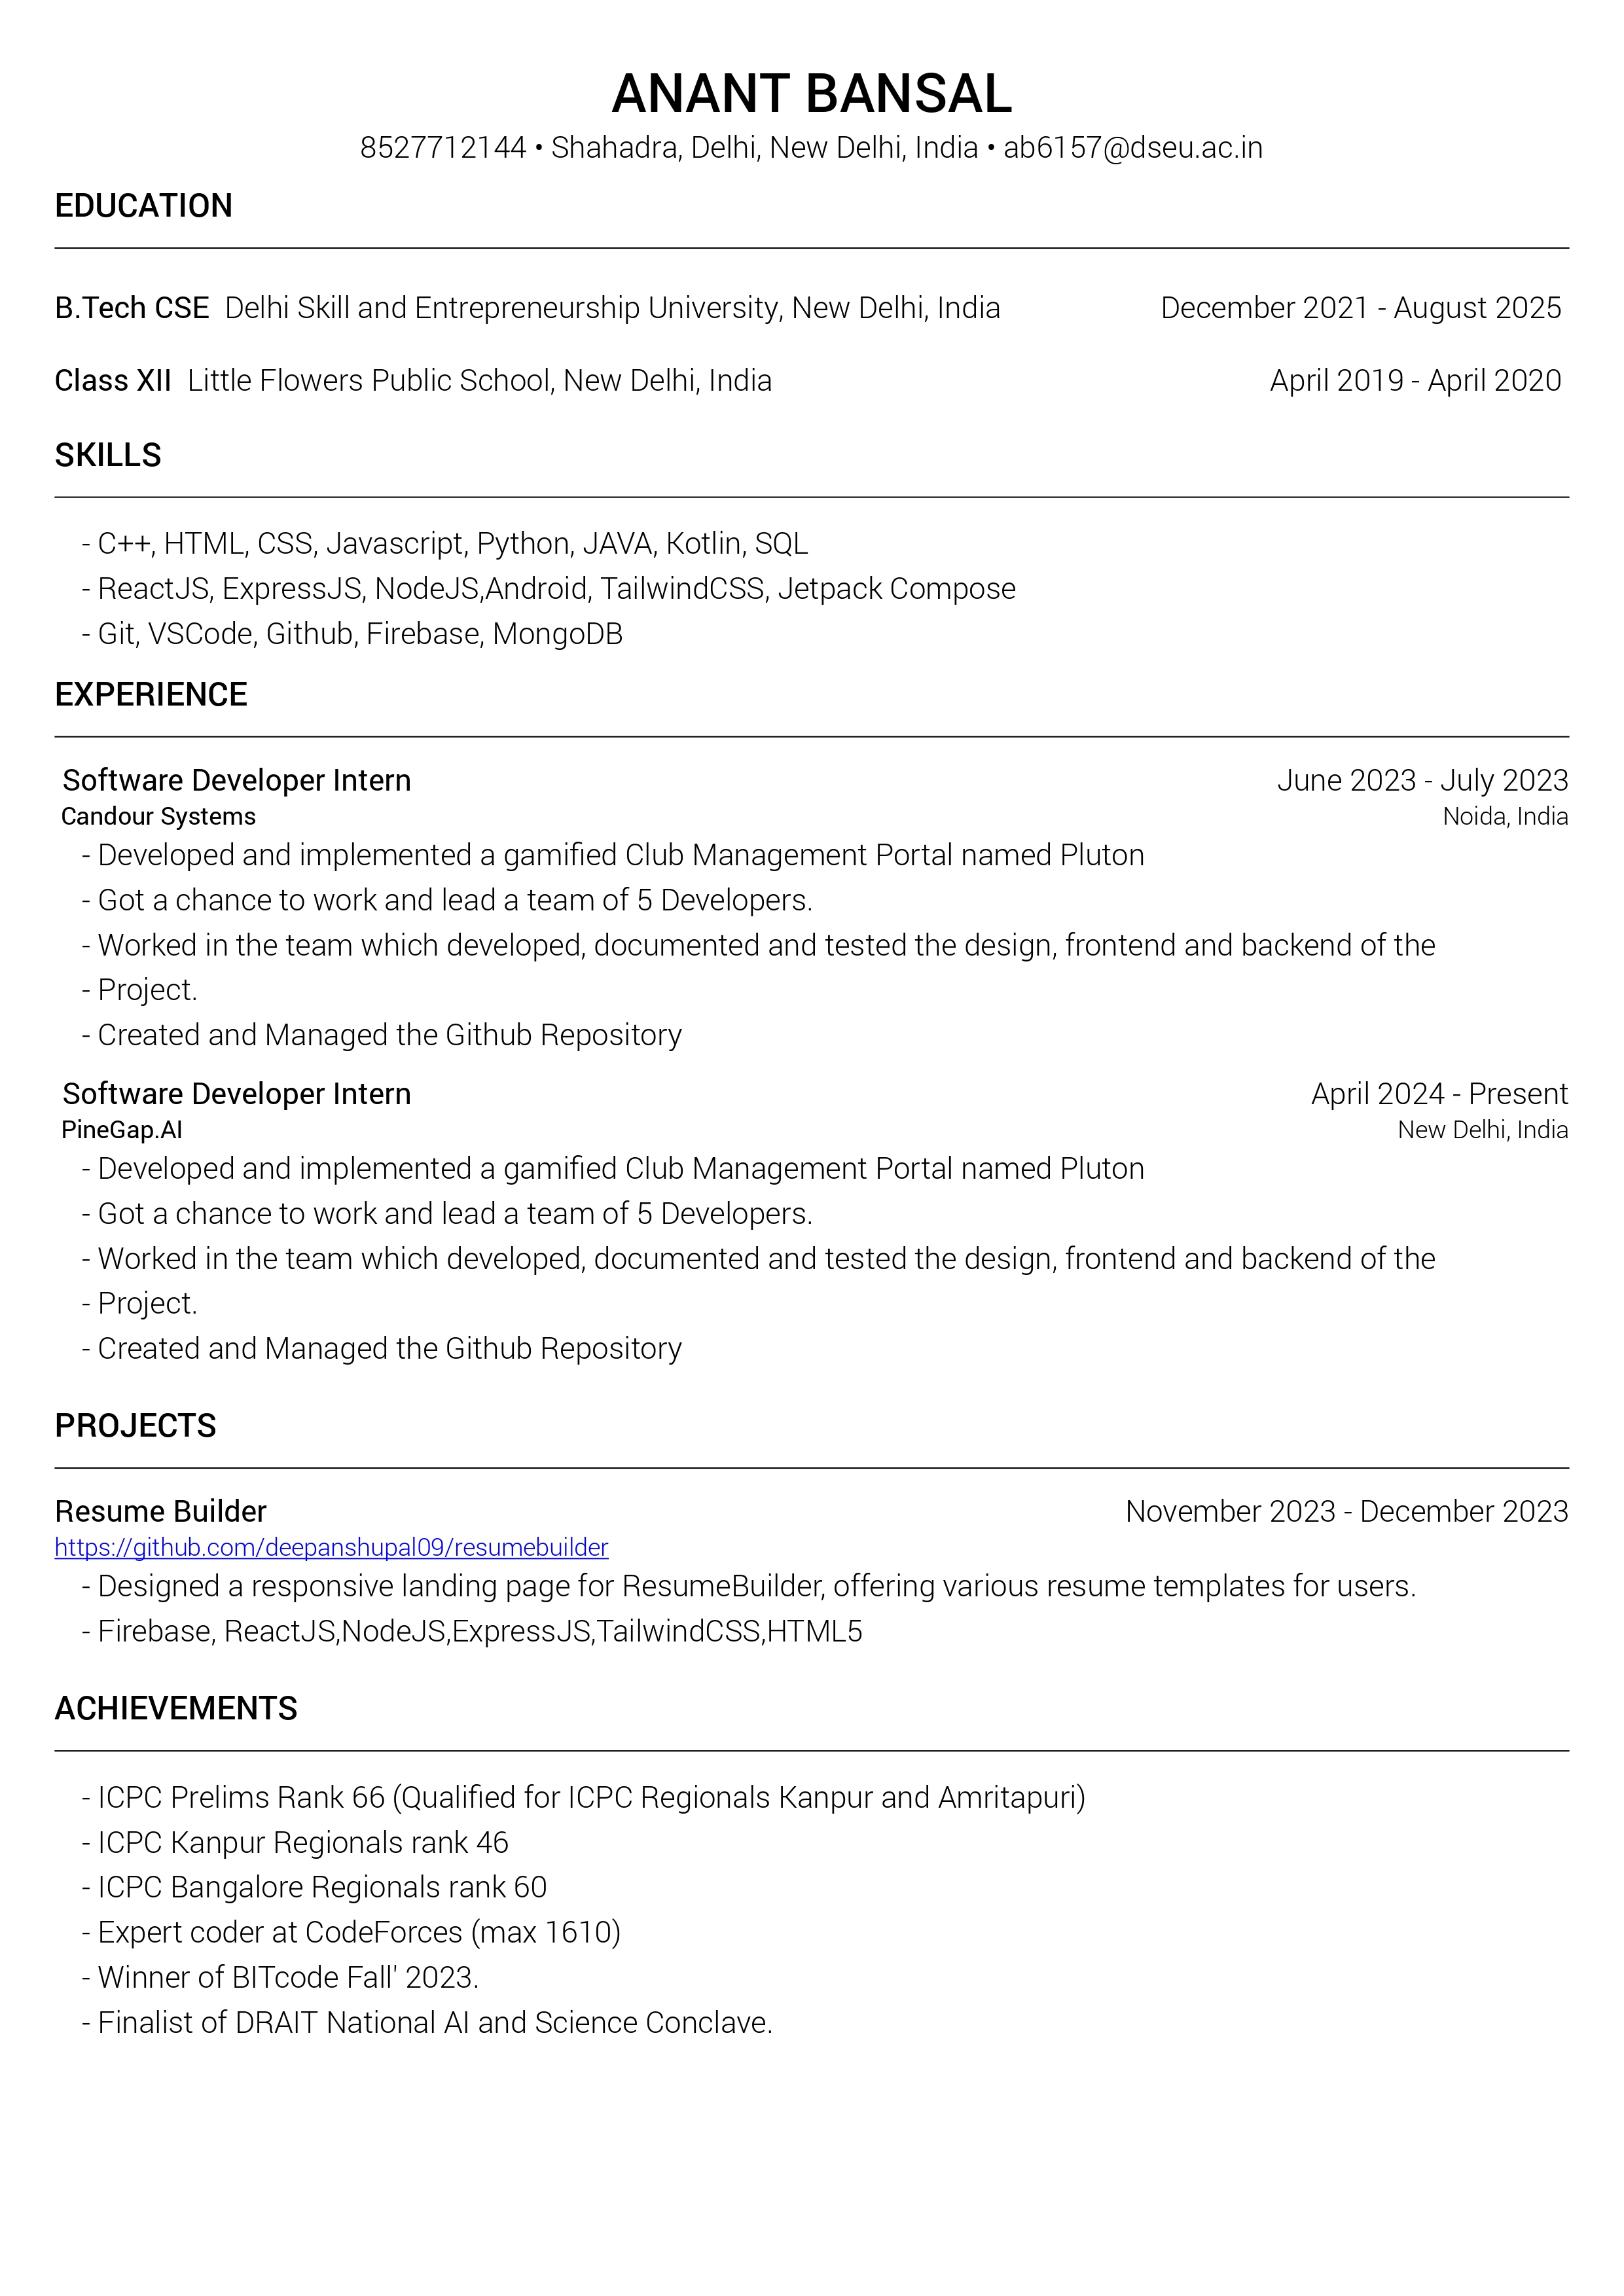 ANANT BANSAL
8527712144 • Shahadra, Delhi, New Delhi, India • ab6157@dseu.ac.in
EDUCATION
B.Tech CSE Delhi Skill and Entrepreneurship University, New Delhi, India December 2021 - August 2025
Class XII Little Flowers Public School, New Delhi, India April 2019 - April 2020
SKILLS
- C++, HTML, CSS, Javascript, Python, JAVA, Kotlin, SQL
- ReactJS, ExpressJS, NodeJS,Android, TailwindCSS, Jetpack Compose
- Git, VSCode, Github, Firebase, MongoDB
EXPERIENCE
Software Developer Intern June 2023 - July 2023
Candour Systems Noida, India
- Developed and implemented a gamified Club Management Portal named Pluton
- Got a chance to work and lead a team of 5 Developers.
- Worked in the team which developed, documented and tested the design, frontend and backend of the
- Project.
- Created and Managed the Github Repository
Software Developer Intern April 2024 - Present
PineGap.AI New Delhi, India
- Developed and implemented a gamified Club Management Portal named Pluton
- Got a chance to work and lead a team of 5 Developers.
- Worked in the team which developed, documented and tested the design, frontend and backend of the
- Project.
- Created and Managed the Github Repository
PROJECTS
Resume Builder November 2023 - December 2023
https://github.com/deepanshupal09/resumebuilder
- Designed a responsive landing page for ResumeBuilder, offering various resume templates for users.
- Firebase, ReactJS,NodeJS,ExpressJS,TailwindCSS,HTML5
ACHIEVEMENTS
- ICPC Prelims Rank 66 (Qualified for ICPC Regionals Kanpur and Amritapuri)
- ICPC Kanpur Regionals rank 46
- ICPC Bangalore Regionals rank 60
- Expert coder at CodeForces (max 1610)
- Winner of BITcode Fall' 2023.
- Finalist of DRAIT National AI and Science Conclave.